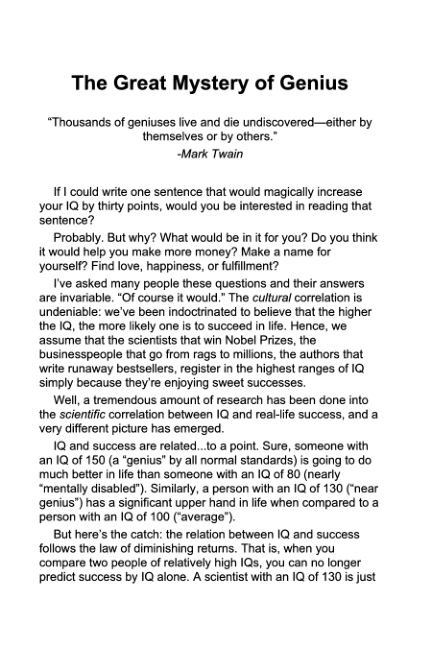 The Great Mystery of Genius
“Thousands of geniuses live and die undiscovered—either by
themselves or by others.”
-Mark Twain
If I could write one sentence that would magically increase
your IQ by thirty points, would you be interested in reading that
sentence?
Probably. But why? What would be in it for you? Do you think
it would help you make more money? Make a name for
yourself? Find love, happiness, or fulfillment?
I’ve asked many people these questions and their answers
are invariable. “Of course it would.” The cultural correlation is
undeniable: we’ve been indoctrinated to believe that the higher
the IQ, the more likely one is to succeed in life. Hence, we
assume that the scientists that win Nobel Prizes, the
businesspeople that go from rags to millions, the authors that
write runaway bestsellers, register in the highest ranges of IQ
simply because they’re enjoying sweet successes.
Well, a tremendous amount of research has been done into
the scientific correlation between IQ and real-life success, and a
very different picture has emerged.
IQ and success are related...to a point. Sure, someone with
an IQ of 150 (a “genius” by all normal standards) is going to do
much better in life than someone with an IQ of 80 (nearly
“mentally disabled”). Similarly, a person with an IQ of 130 (“near
genius”) has a significant upper hand in life when compared to a
person with an IQ of 100 (“average”).
But here’s the catch: the relation between IQ and success
follows the law of diminishing returns. That is, when you
compare two people of relatively high IQs, you can no longer
predict success by IQ alone. A scientist with an IQ of 130 is just